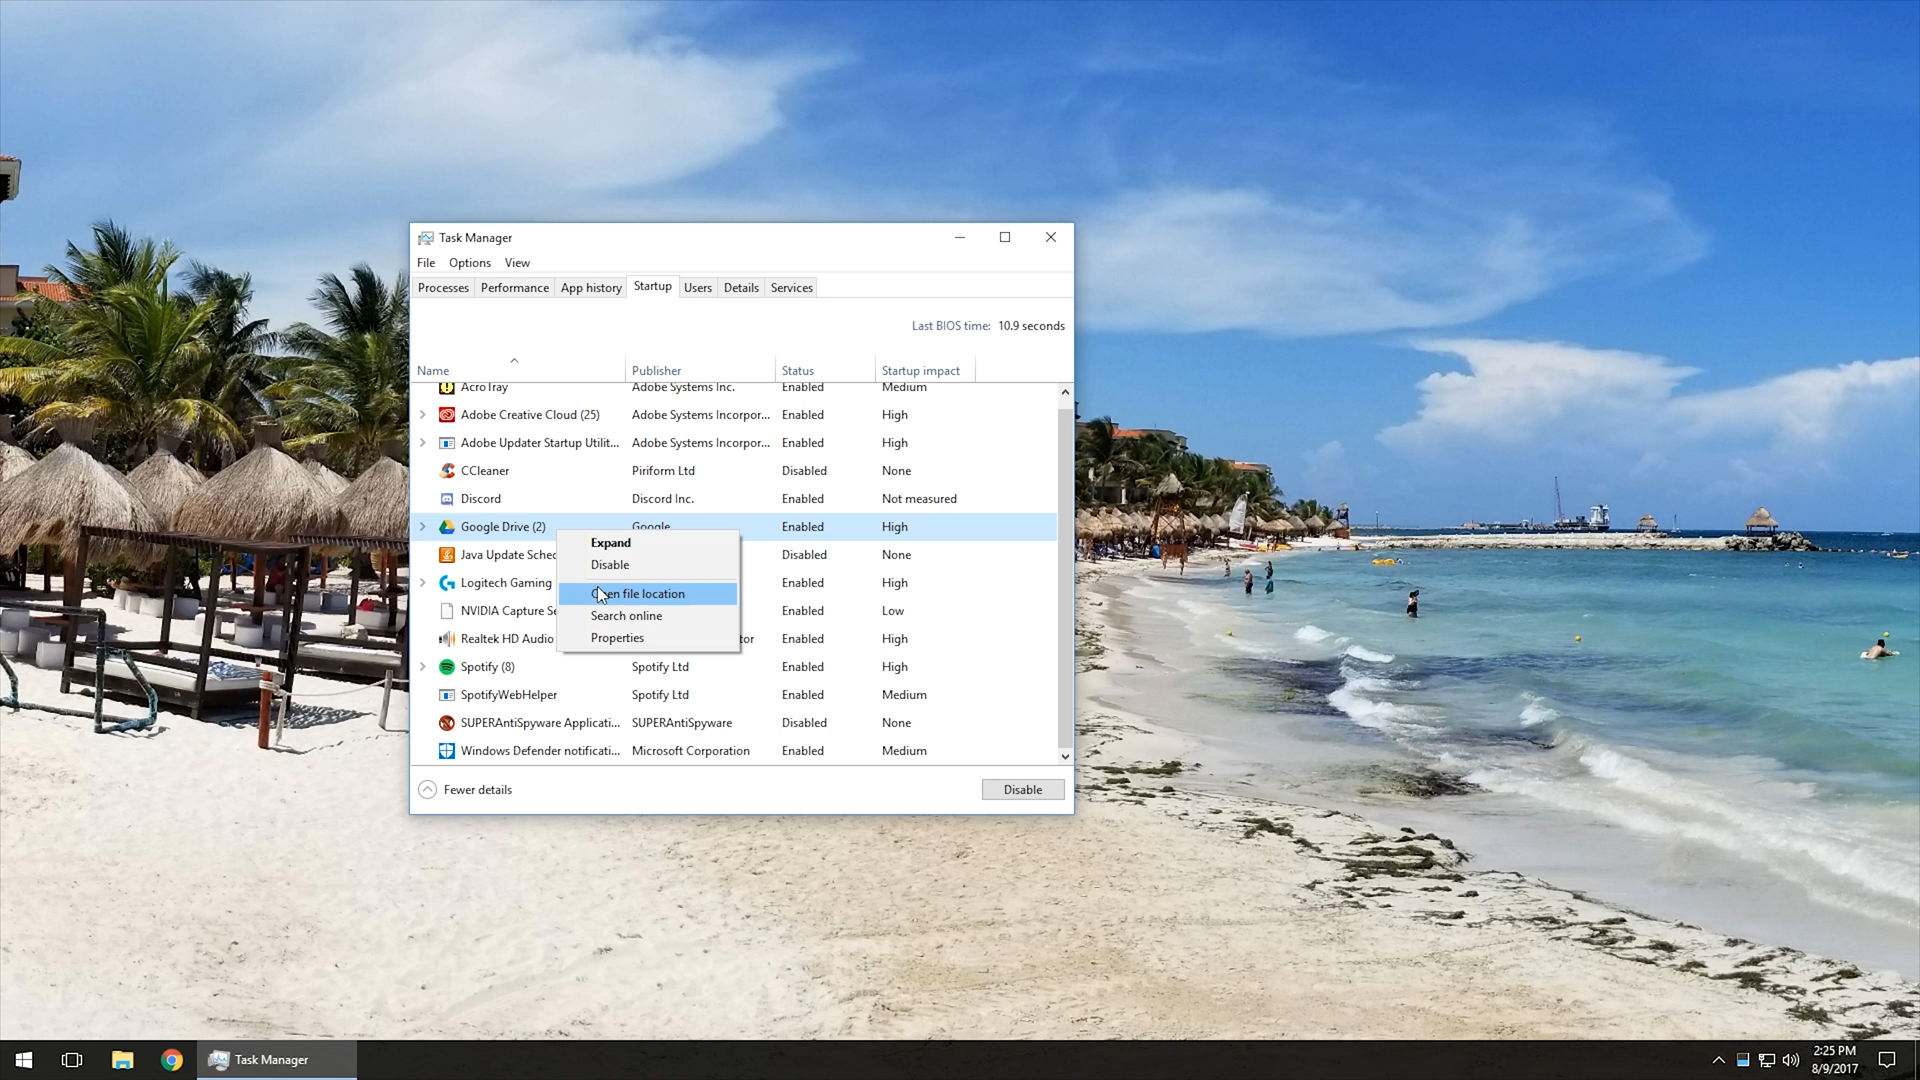 Task Manager
File Options View
Processes Performance App history Startup Users Details Services
Last BIOS time: 10.9 seconds
Name Publisher Status Startup impact
AcroTray Adobe Systems Inc. Enabled Medium
Adobe Creative Cloud (25) Adobe Systems Incorpor... Enabled High
Adobe Updater Startup Utilit... Adobe Systems Incorpor... Enabled High
CCleaner Piriform Ltd Disabled None
Discord Discord Inc. Enabled Not measured
Google Drive (2) Google Enabled High
Expand
Java Update Sched Disabled None
Disable
Logitech Gaming Enabled High
Open file location
NVIDIA Capture Se Enabled Low
Search online
Realtek HD Audio tor Enabled High
Properties
Spotify (8) Spotify Ltd Enabled High
SpotifyWebHelper Spotify Ltd Enabled Medium
SUPERAntiSpyware Applicati... SUPERAntiSpyware Disabled None
Windows Defender notificati... Microsoft Corporation Enabled Medium
Fewer details Disable
Task Manager
2:25 PM
8/9/2017